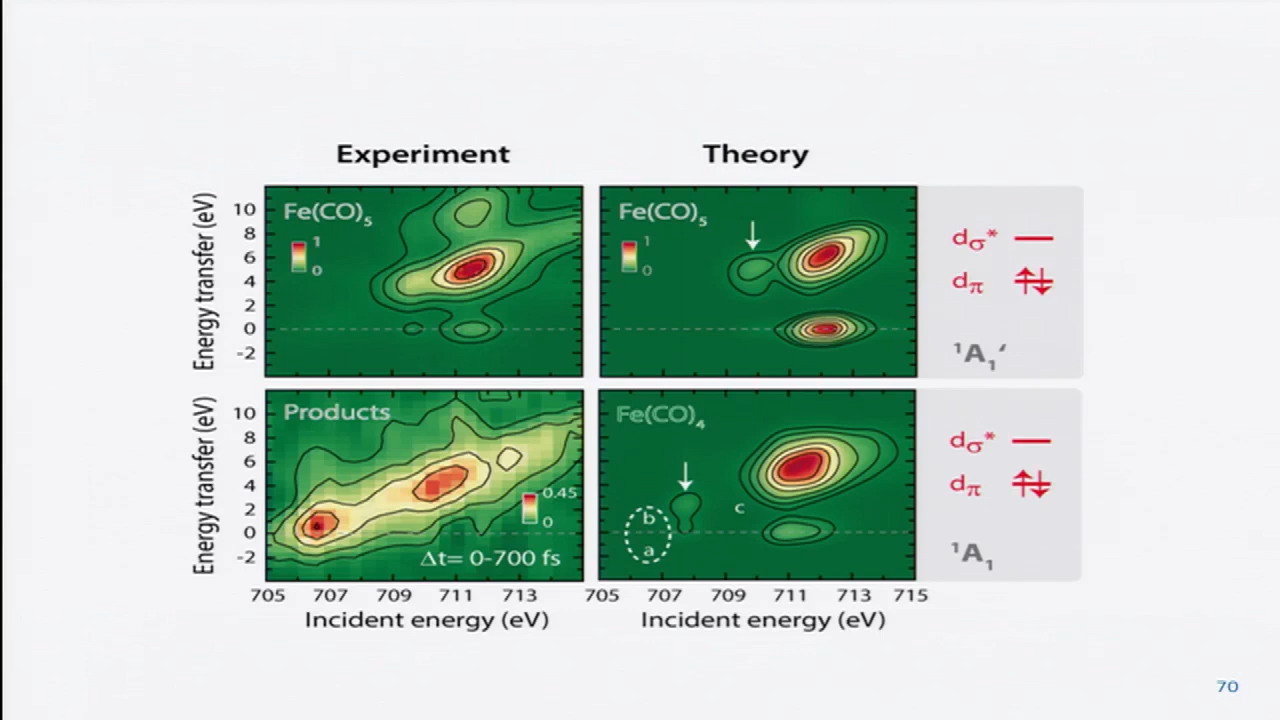 Experiment
Theory
Energy transfer (eV)
10
8
6
4
2
0
-2
Fe(CO)₅
1
0
Fe(CO)₅
1
0
dσ*
dπ
¹A₁′
Energy transfer (eV)
10
8
6
4
2
0
-2
Products
0.45
0
Δt= 0-700 fs
Fe(CO)₄
c
b
a
dσ*
dπ
¹A₁
705 707 709 711 713
705 707 709 711 713 715
Incident energy (eV)
Incident energy (eV)
70